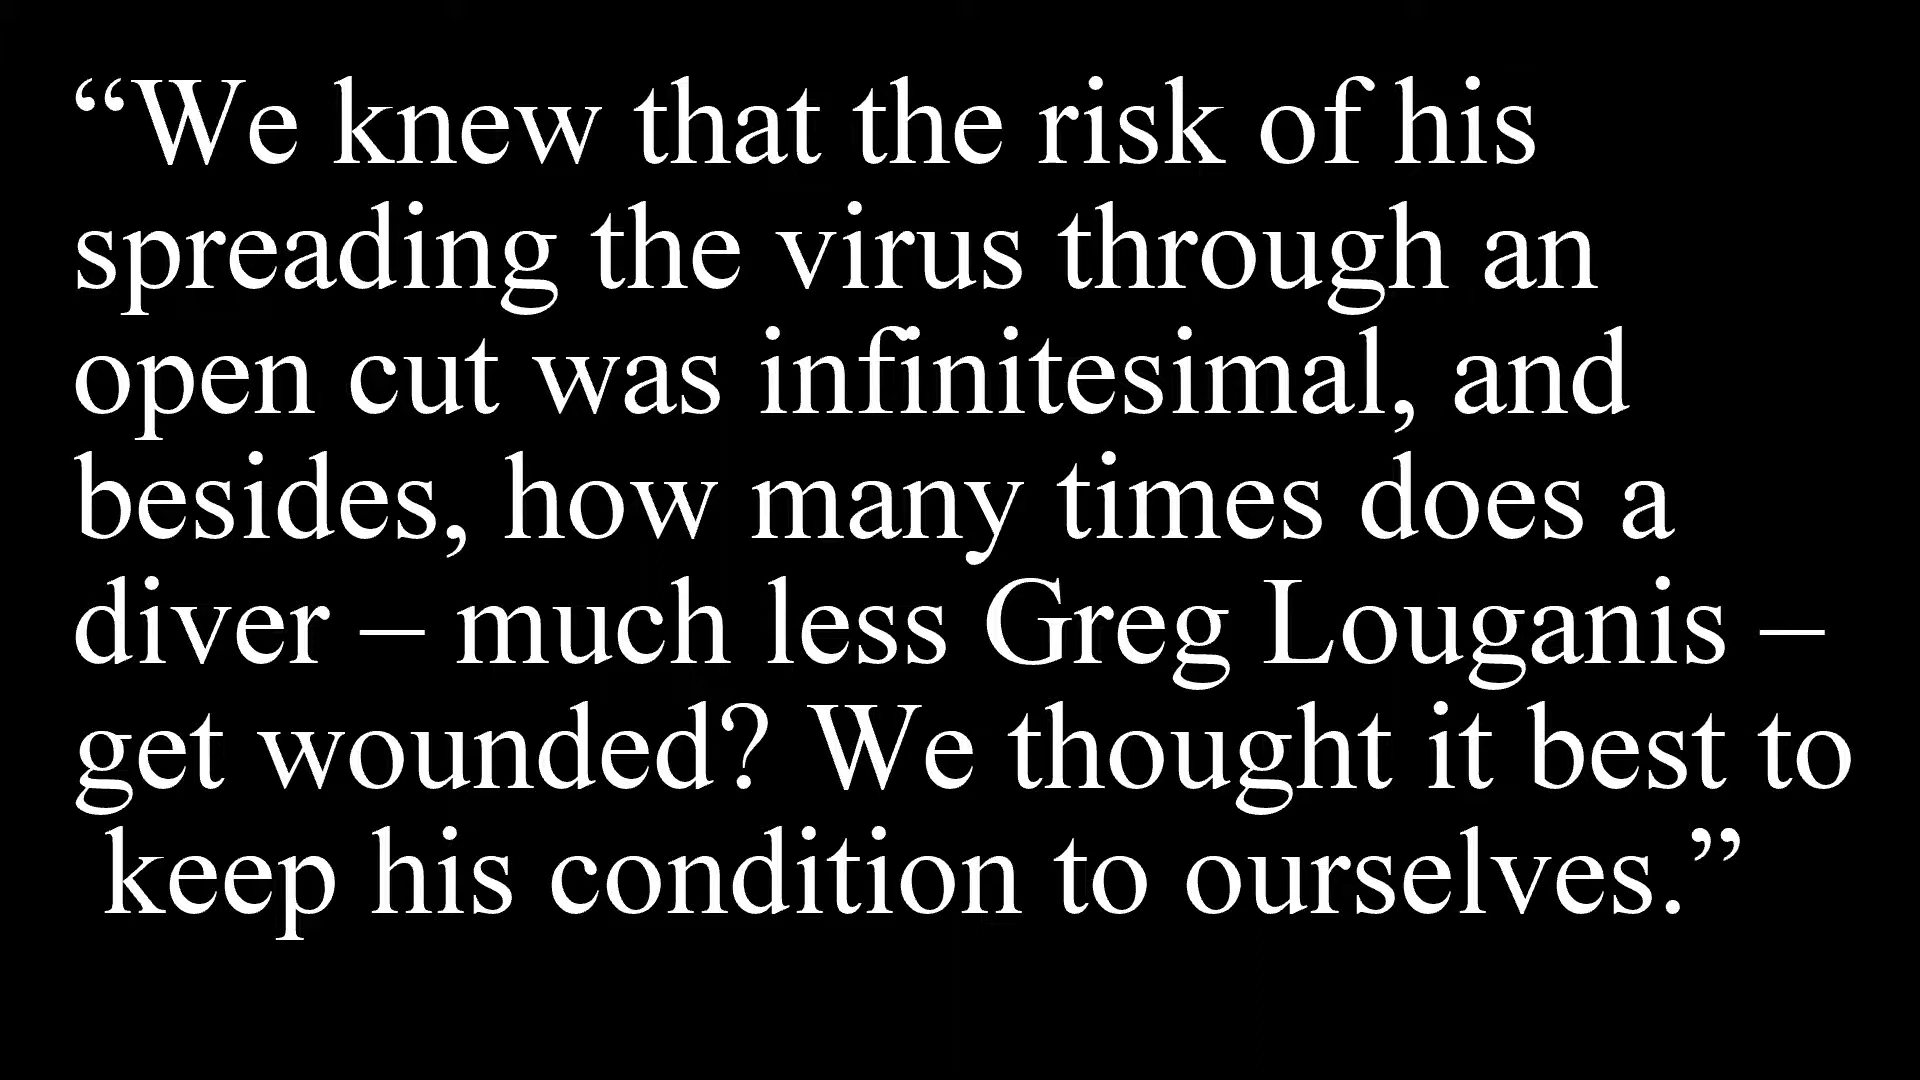 “We knew that the risk of his
spreading the virus through an
open cut was infinitesimal, and
besides, how many times does a
diver – much less Greg Louganis –
get wounded? We thought it best to
keep his condition to ourselves.”